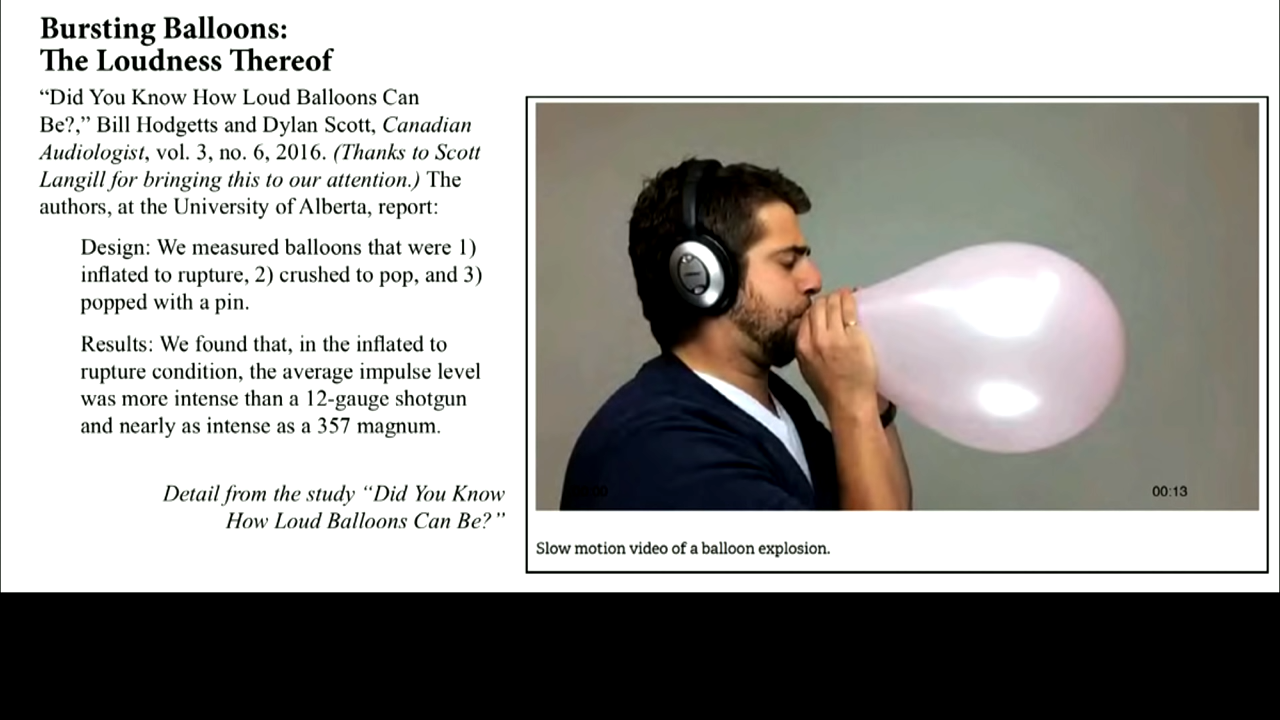 Bursting Balloons:
The Loudness Thereof
“Did You Know How Loud Balloons Can
Be?,” Bill Hodgetts and Dylan Scott, Canadian
Audiologist, vol. 3, no. 6, 2016. (Thanks to Scott
Langill for bringing this to our attention.) The
authors, at the University of Alberta, report:
Design: We measured balloons that were 1)
inflated to rupture, 2) crushed to pop, and 3)
popped with a pin.
Results: We found that, in the inflated to
rupture condition, the average impulse level
was more intense than a 12-gauge shotgun
and nearly as intense as a 357 magnum.
Detail from the study “Did You Know
How Loud Balloons Can Be?”
00:13
Slow motion video of a balloon explosion.